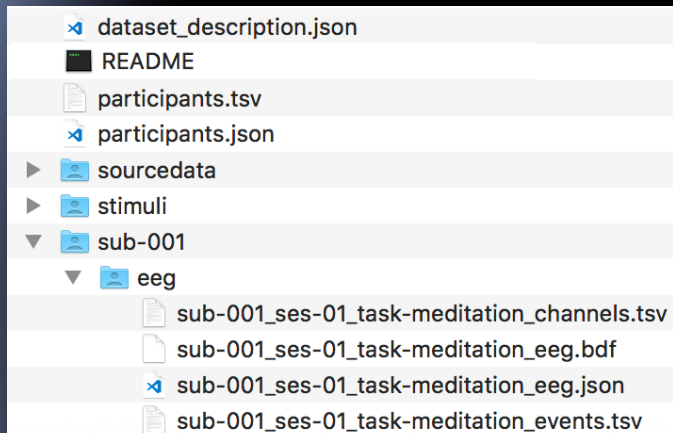 dataset_description.json
README
participants.tsv
participants.json
sourcedata
stimuli
sub-001
eeg
sub-001_ses-01_task-meditation_channels.tsv
sub-001_ses-01_task-meditation_eeg.bdf
sub-001_ses-01_task-meditation_eeg.json
sub-001_ses-01_task-meditation_events.tsv